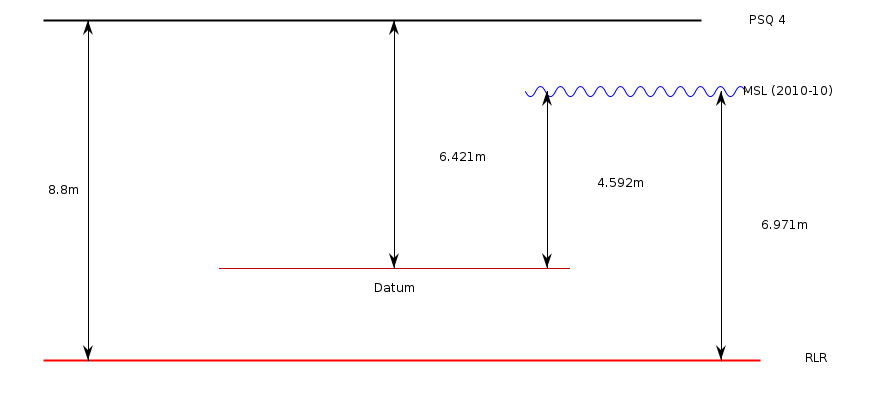 PSQ 4
MSL (2010-10)
6.421m
4.592m
8.8m
6.971m
Datum
RLR